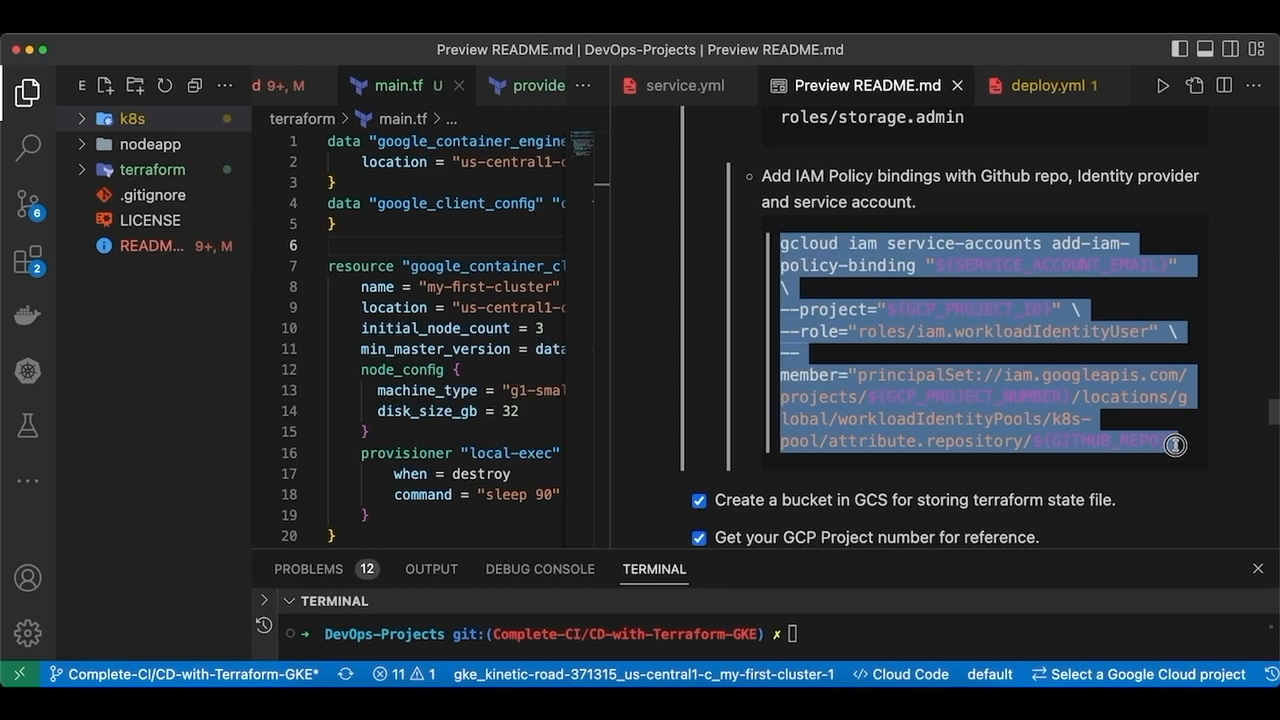 Preview README.md | DevOps-Projects | Preview README.md
E
d 9+, M
main.tf U
provide
service.yml
Preview README.md
deploy.yml 1
k8s
nodeapp
terraform
.gitignore
LICENSE
READM... 9+, M
6
2
terraform > main.tf > ...
1 data "google_container_engine
2 location = "us-central1-c
3 }
4 data "google_client_config" "c
5 }
6
7 resource "google_container_cl
8 name = "my-first-cluster"
9 location = "us-central1-c
10 initial_node_count = 3
11 min_master_version = data
12 node_config {
13 machine_type = "g1-smal
14 disk_size_gb = 32
15 }
16 provisioner "local-exec"
17 when = destroy
18 command = "sleep 90"
19 }
20 }
roles/storage.admin
Add IAM Policy bindings with Github repo, Identity provider
and service account.
gcloud iam service-accounts add-iam-
policy-binding "${SERVICE_ACCOUNT_EMAIL}"
\
--project="${GCP_PROJECT_ID}" \
--role="roles/iam.workloadIdentityUser" \
--
member="principalSet://iam.googleapis.com/
projects/${GCP_PROJECT_NUMBER}/locations/g
lobal/workloadIdentityPools/k8s-
pool/attribute.repository/${GITHUB_REPO
Create a bucket in GCS for storing terraform state file.
Get your GCP Project number for reference.
PROBLEMS 12 OUTPUT DEBUG CONSOLE TERMINAL
TERMINAL
DevOps-Projects git:(Complete-CI/CD-with-Terraform-GKE) ✗
Complete-CI/CD-with-Terraform-GKE* 11 1 gke_kinetic-road-371315_us-central1-c_my-first-cluster-1 Cloud Code default Select a Google Cloud project